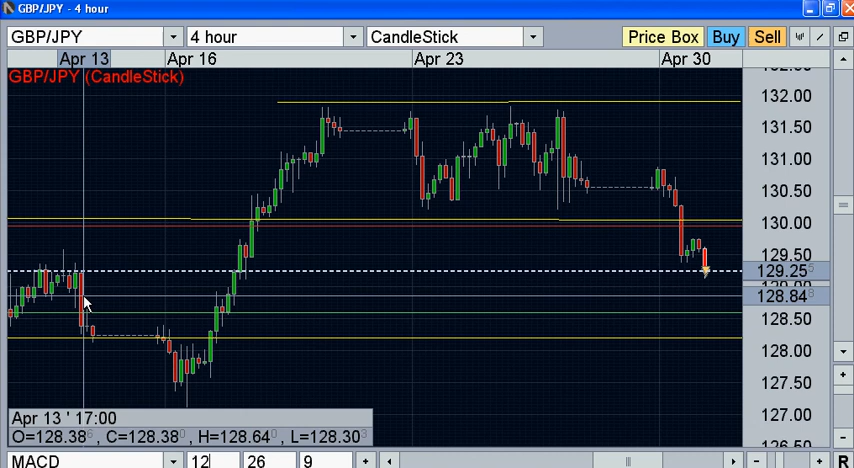 GBP/JPY - 4 hour
GBP/JPY 4 hour CandleStick Price Box Buy Sell
Apr 13 Apr 16 Apr 23 Apr 30
GBP/JPY (CandleStick)
132.00
131.50
131.00
130.50
130.00
129.50
129.25
128.84
128.50
128.00
127.50
127.00
126.50
Apr 13 ' 17:00
O=128.38, C=128.38, H=128.64, L=128.30
MACD 12 26 9 R